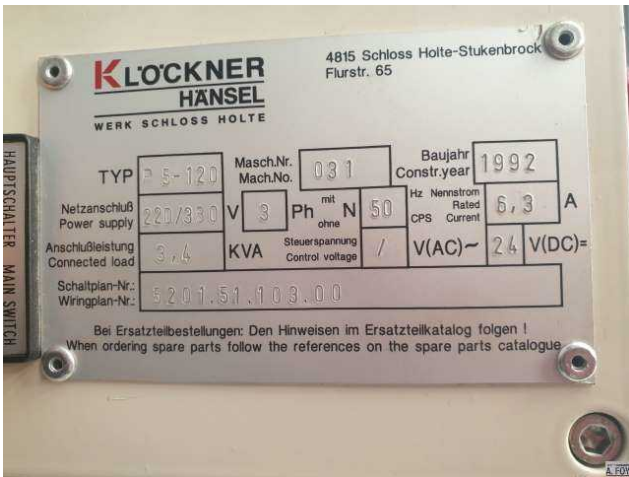 KLÖCKNER
HÄNSEL
WERK SCHLOSS HOLTE
4815 Schloss Holte-Stukenbrock
Flurstr. 65
TYP PS-120 Masch.Nr. Mach.No. 031 Baujahr Constr.year 1992
Netzanschluß Power supply 220/380 V 3 Ph mit ohne N 50 Hz CPS Nennstrom Rated Current 6,3 A
Anschlußleistung Connected load 3,4 KVA Steuerspannung Control voltage / V(AC)~ 24 V(DC)=
Schaltplan-Nr.: Wiringplan-Nr.: 5201.51.103.00
Bei Ersatzteilbestellungen: Den Hinweisen im Ersatzteilkatalog folgen !
When ordering spare parts follow the references on the spare parts catalogue
HAUPTSCHALTER MAIN SWITCH